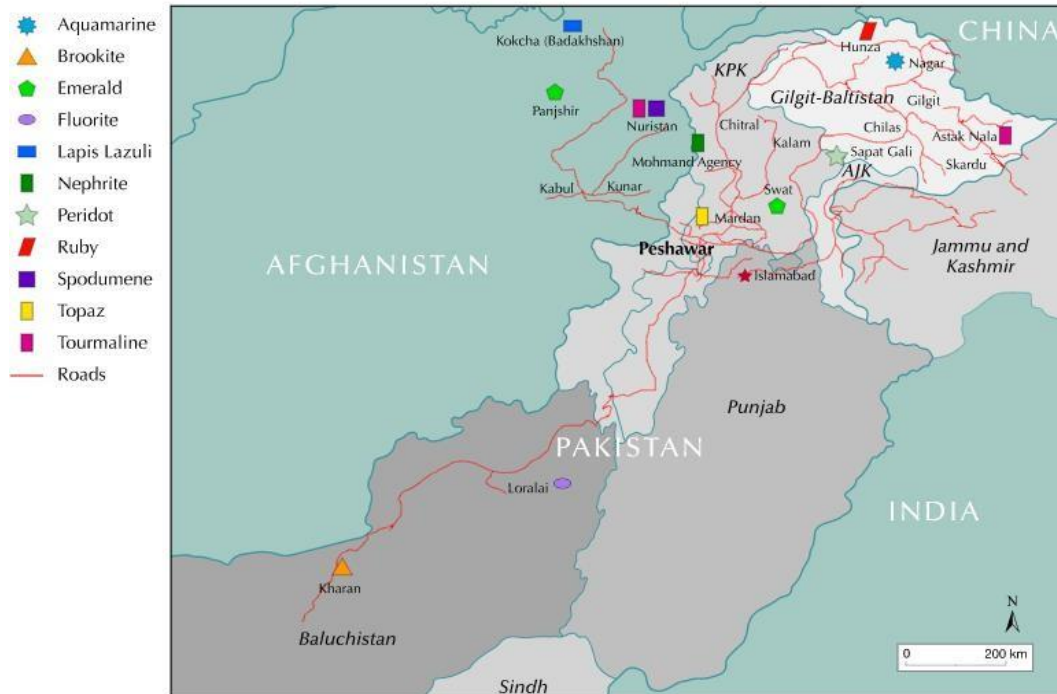 Aquamarine
Brookite
Emerald
Fluorite
Lapis Lazuli
Nephrite
Peridot
Ruby
Spodumene
Topaz
Tourmaline
Roads
Kokcha (Badakhshan)
CHINA
Hunza
Nagar
KPK
Gilgit-Baltistan
Panjshir
Gilgit
Nuristan
Chitral
Chilas
Astak Nala
Kalam
Mohmand Agency
Sapat Gali
Skardu
AJK
Kabul
Kunar
Swat
Mardan
Peshawar
Jammu and
Kashmir
AFGHANISTAN
Islamabad
Punjab
PAKISTAN
Loralai
INDIA
Kharan
Baluchistan
N
0 200 km
Sindh